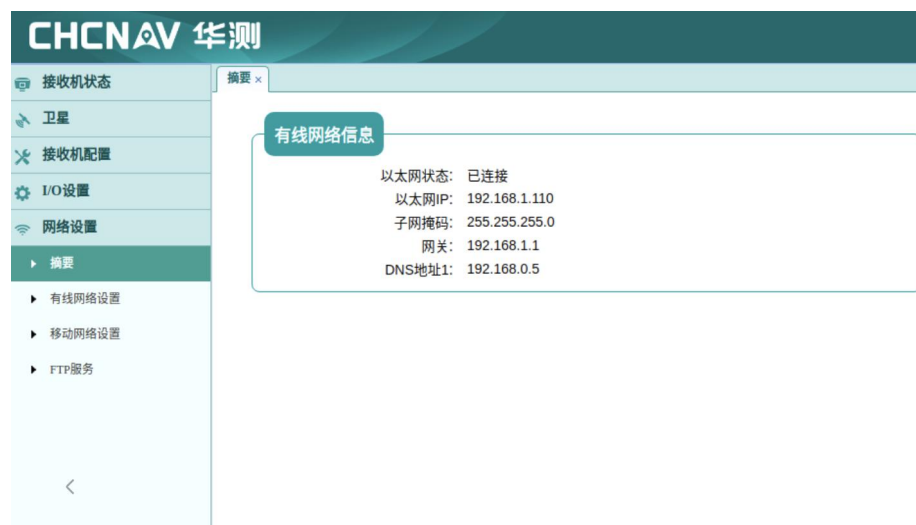 CHCNAV 华测
接收机状态
卫星
接收机配置
I/O设置
网络设置
摘要
有线网络设置
移动网络设置
FTP服务
摘要 ×
有线网络信息
以太网状态: 已连接
以太网IP: 192.168.1.110
子网掩码: 255.255.255.0
网关: 192.168.1.1
DNS地址1: 192.168.0.5